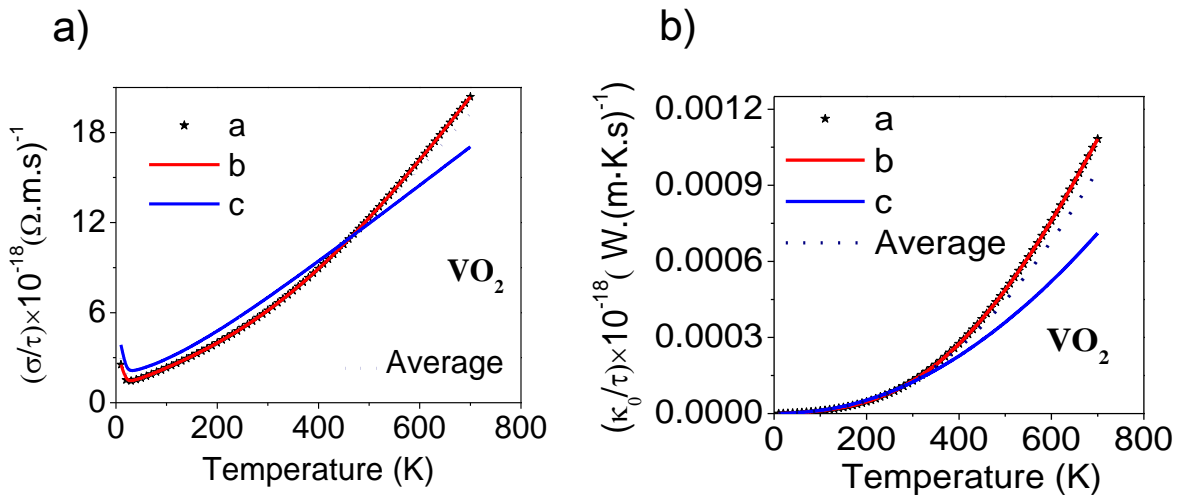 a)
(σ/τ)×10⁻¹⁸(Ω.m.s)⁻¹
18
12
6
0
a
b
c
VO₂
Average
0 200 400 600 800
Temperature (K)
b)
(κ₀/τ)×10⁻¹⁸( W.(m·K.s)⁻¹
0.0012
0.0009
0.0006
0.0003
0.0000
a
b
c
Average
VO₂
0 200 400 600 800
Temperature (K)